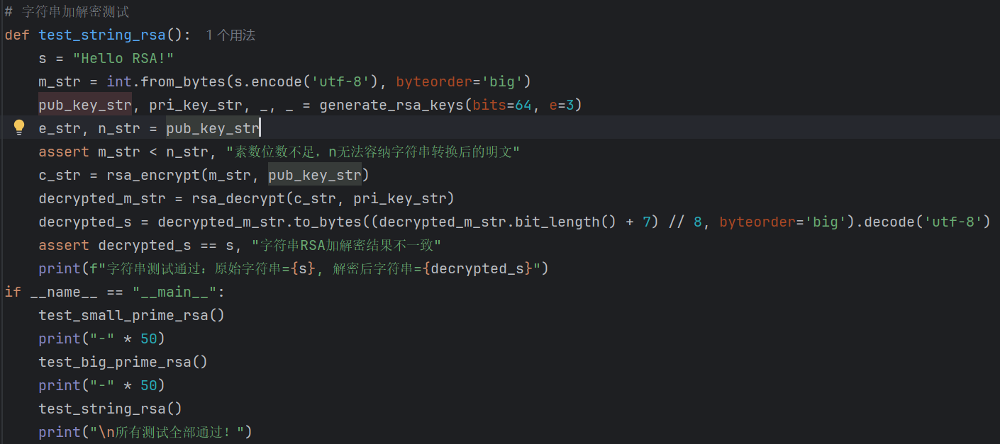 # 字符串加解密测试
def test_string_rsa(): 1个用法
    s = "Hello RSA!"
    m_str = int.from_bytes(s.encode('utf-8'), byteorder='big')
    pub_key_str, pri_key_str, _, _ = generate_rsa_keys(bits=64, e=3)
    e_str, n_str = pub_key_str
    assert m_str < n_str, "素数位数不足，n无法容纳字符串转换后的明文"
    c_str = rsa_encrypt(m_str, pub_key_str)
    decrypted_m_str = rsa_decrypt(c_str, pri_key_str)
    decrypted_s = decrypted_m_str.to_bytes((decrypted_m_str.bit_length() + 7) // 8, byteorder='big').decode('utf-8')
    assert decrypted_s == s, "字符串RSA加解密结果不一致"
    print(f"字符串测试通过：原始字符串={s}, 解密后字符串={decrypted_s}")
if __name__ == "__main__":
    test_small_prime_rsa()
    print("-" * 50)
    test_big_prime_rsa()
    print("-" * 50)
    test_string_rsa()
    print("\n所有测试全部通过！")